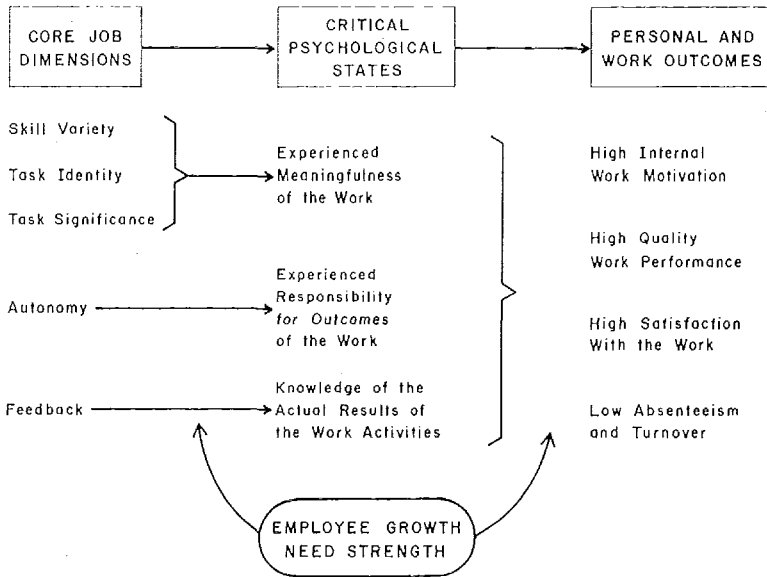 CORE JOB
DIMENSIONS
CRITICAL
PSYCHOLOGICAL
STATES
PERSONAL AND
WORK OUTCOMES
Skill Variety
Task Identity
Task Significance
Experienced
Meaningfulness
of the Work
Autonomy
Experienced
Responsibility
for Outcomes
of the Work
Feedback
Knowledge of the
Actual Results of
the Work Activities
High Internal
Work Motivation
High Quality
Work Performance
High Satisfaction
With the Work
Low Absenteeism
and Turnover
EMPLOYEE GROWTH
NEED STRENGTH